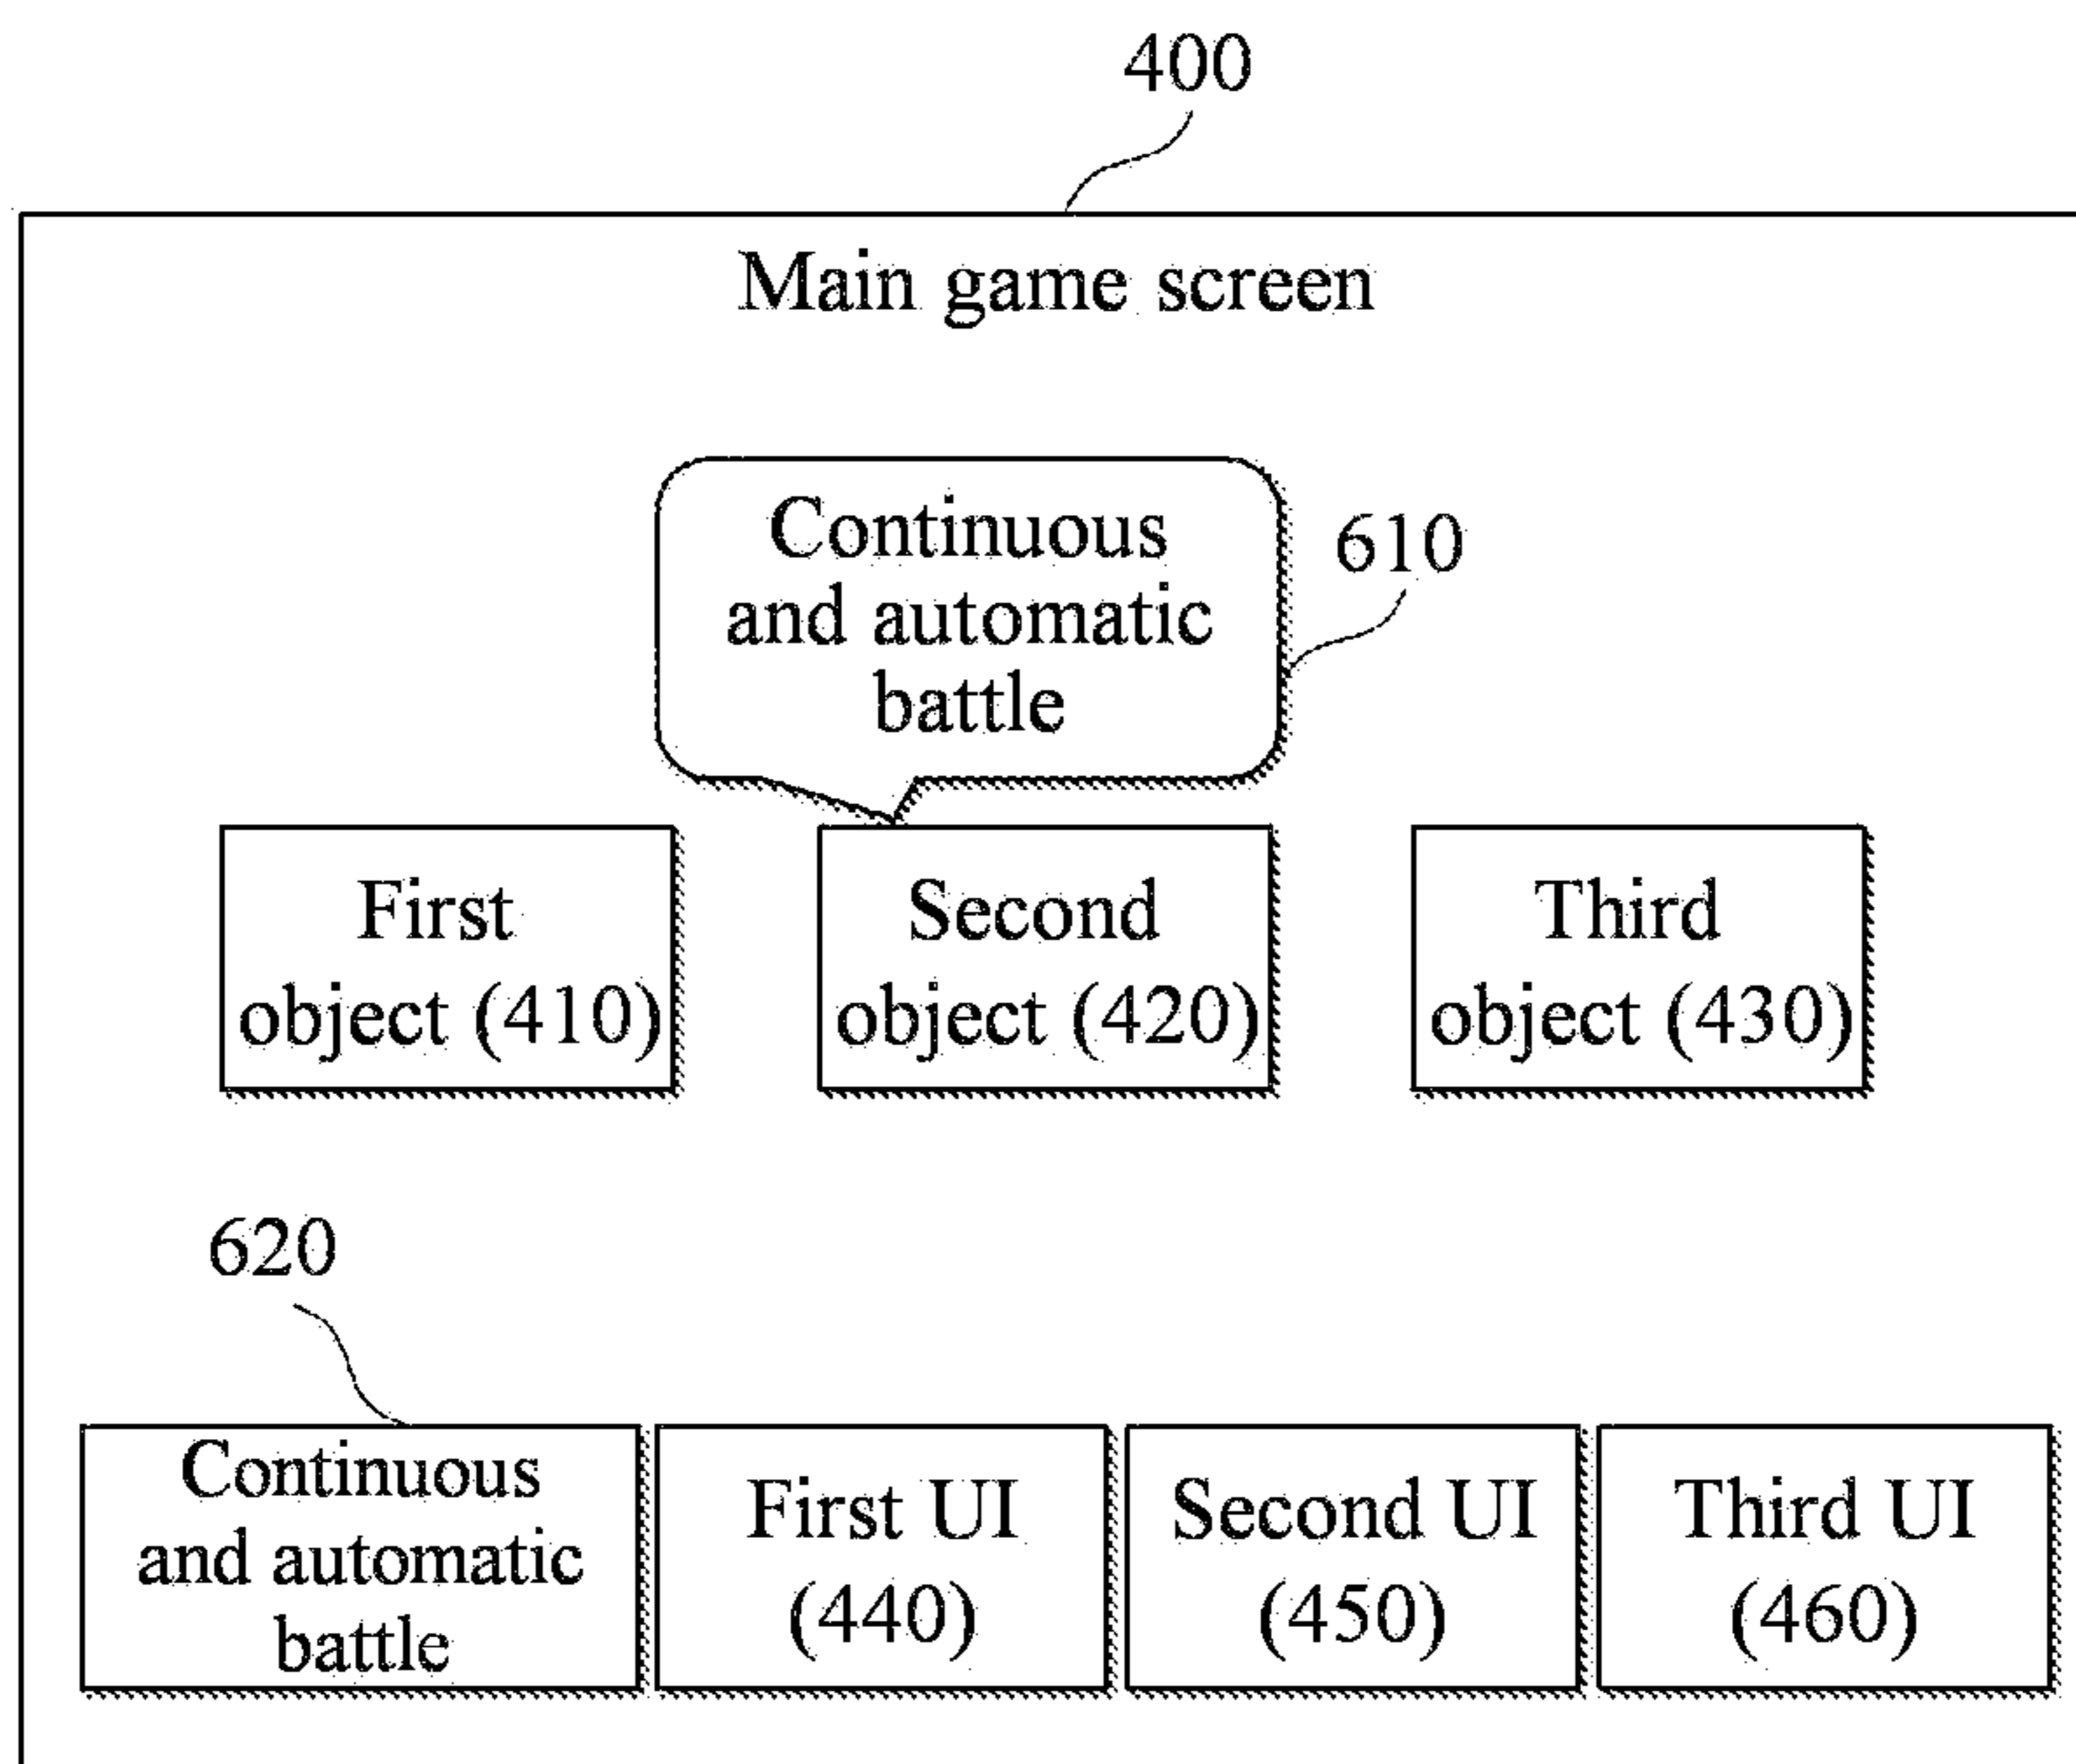 400
Main game screen
Continuous
and automatic
battle
610
First
object (410)
Second
object (420)
Third
object (430)
620
Continuous
and automatic
battle
First UI
(440)
Second UI
(450)
Third UI
(460)